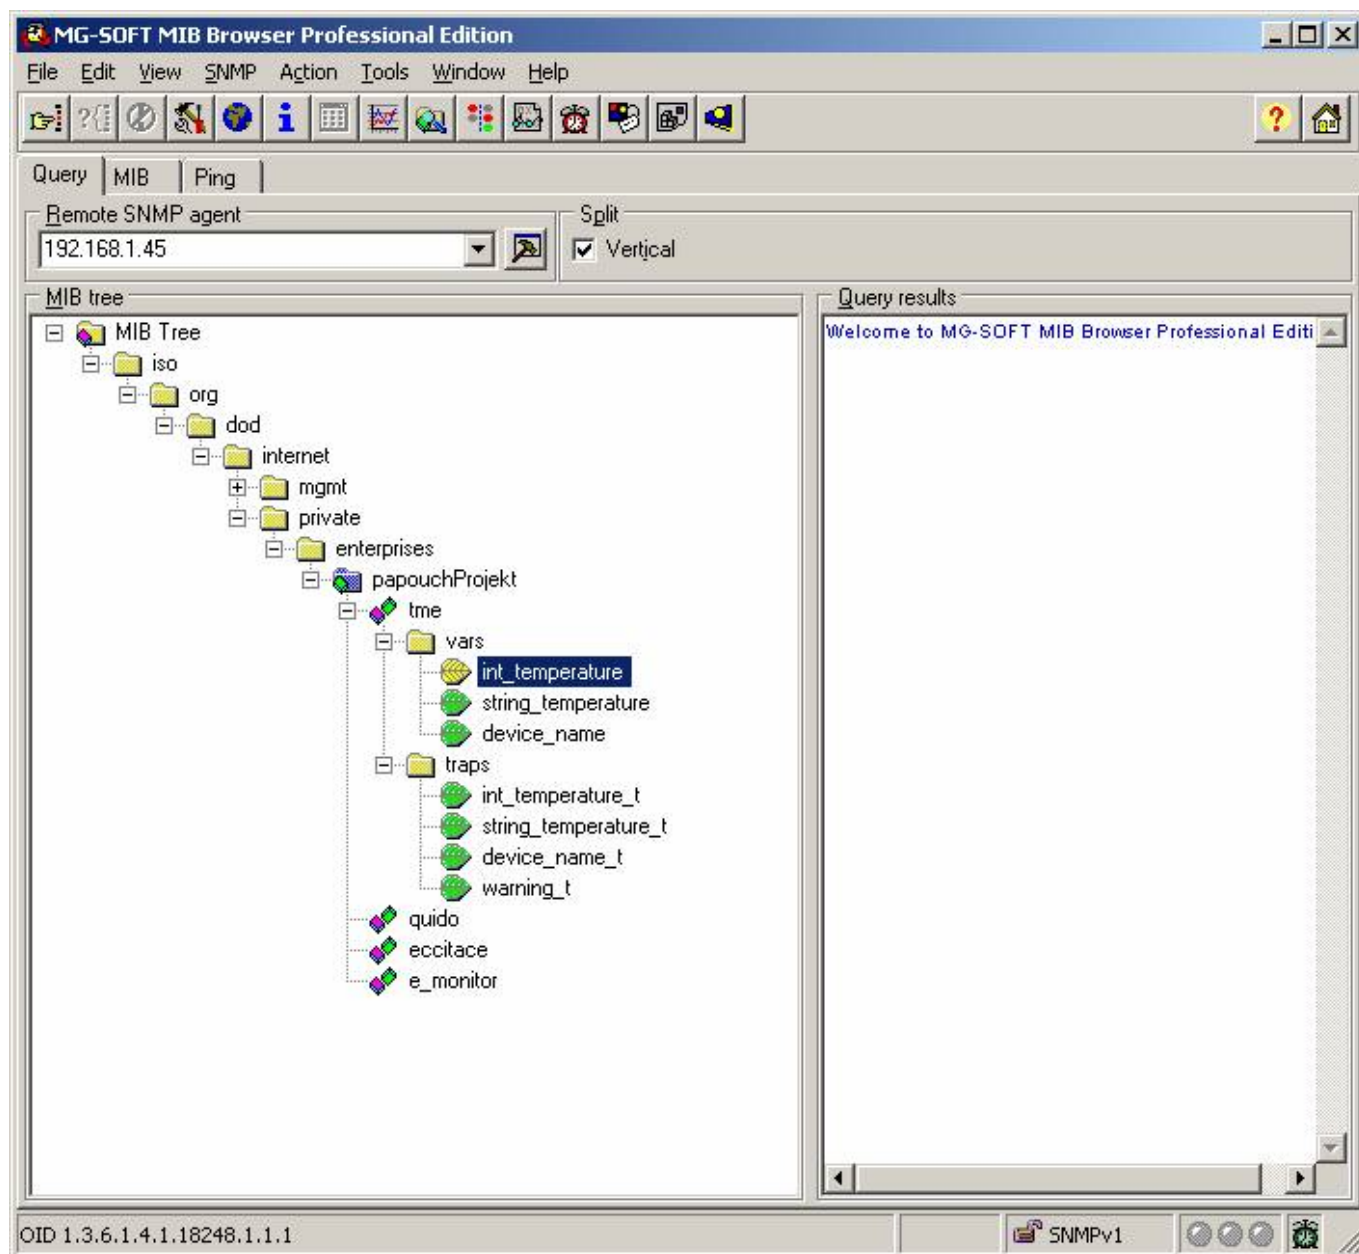 MG-SOFT MIB Browser Professional Edition
File Edit View SNMP Action Tools Window Help
Query MIB Ping
Remote SNMP agent
Split
192.168.1.45
Vertical
MIB tree
Query results
MIB Tree
Welcome to MG-SOFT MIB Browser Professional Editi
iso
org
dod
internet
mgmt
private
enterprises
papouchProjekt
tme
vars
int_temperature
string_temperature
device_name
traps
int_temperature_t
string_temperature_t
device_name_t
warning_t
quido
eccitace
e_monitor
OID 1.3.6.1.4.1.18248.1.1.1
SNMPv1